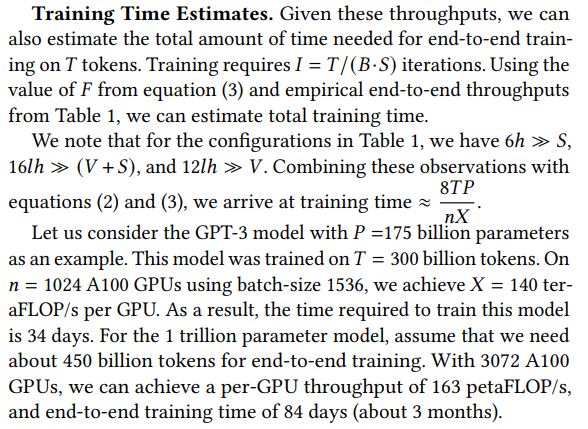 Training Time Estimates. Given these throughputs, we can
also estimate the total amount of time needed for end-to-end train-
ing on T tokens. Training requires I = T/(B·S) iterations. Using the
value of F from equation (3) and empirical end-to-end throughputs
from Table 1, we can estimate total training time.
We note that for the configurations in Table 1, we have 6h ≫ S,
16lh ≫ (V + S), and 12lh ≫ V. Combining these observations with
equations (2) and (3), we arrive at training time ≈ 8TP/nX.
Let us consider the GPT-3 model with P =175 billion parameters
as an example. This model was trained on T = 300 billion tokens. On
n = 1024 A100 GPUs using batch-size 1536, we achieve X = 140 ter-
aFLOP/s per GPU. As a result, the time required to train this model
is 34 days. For the 1 trillion parameter model, assume that we need
about 450 billion tokens for end-to-end training. With 3072 A100
GPUs, we can achieve a per-GPU throughput of 163 petaFLOP/s,
and end-to-end training time of 84 days (about 3 months).